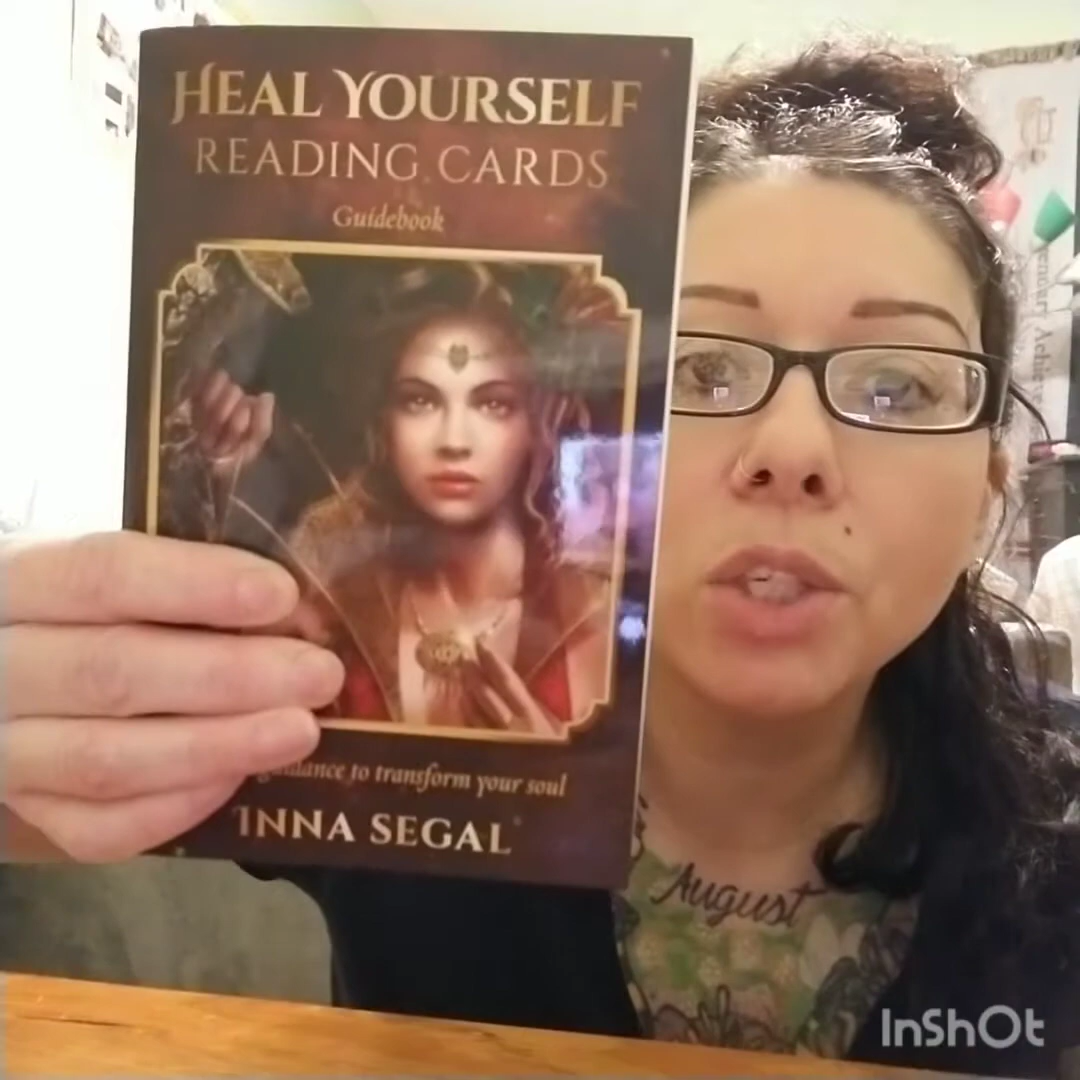 HEAL YOURSELF
READING CARDS
Guidebook
guidance to transform your soul
INNA SEGAL
August
InShOt